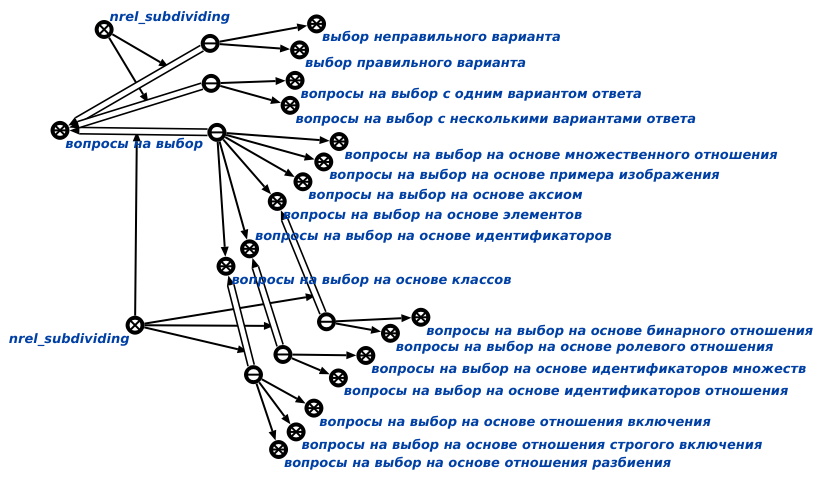 nrel_subdividing
выбор неправильного варианта
выбор правильного варианта
вопросы на выбор с одним вариантом ответа
вопросы на выбор с несколькими вариантами ответа
вопросы на выбор
вопросы на выбор на основе множественного отношения
вопросы на выбор на основе примера изображения
вопросы на выбор на основе аксиом
вопросы на выбор на основе элементов
вопросы на выбор на основе идентификаторов
вопросы на выбор на основе классов
nrel_subdividing
вопросы на выбор на основе бинарного отношения
вопросы на выбор на основе ролевого отношения
вопросы на выбор на основе идентификаторов множеств
вопросы на выбор на основе идентификаторов отношения
вопросы на выбор на основе отношения включения
вопросы на выбор на основе отношения строгого включения
вопросы на выбор на основе отношения разбиения